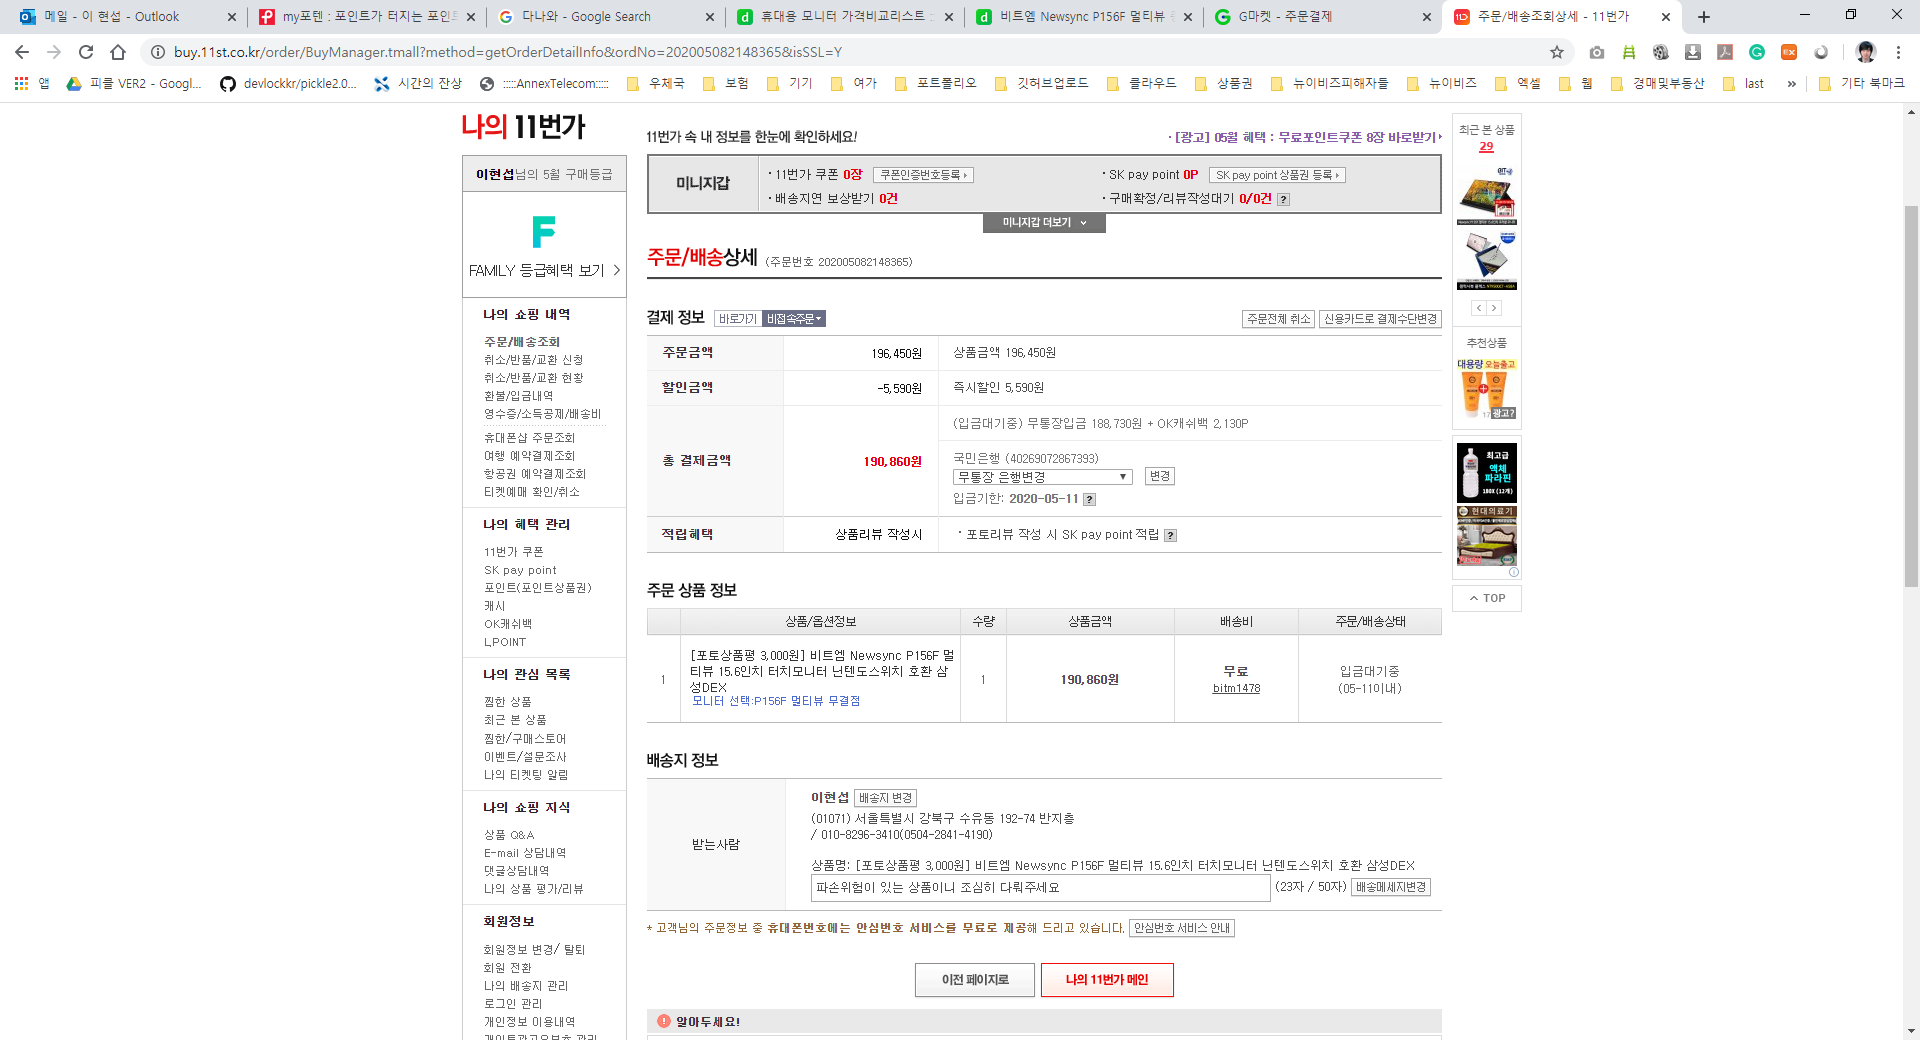 메일 - 이 현섭 - Outlook
my포텐 : 포인트가 터지는 포인트
다나와 - Google Search
휴대용 모니터 가격비교리스트 :
비트엠 Newsync P156F 멀티뷰
G마켓 - 주문결제
주문/배송조회상세 - 11번가
buy.11st.co.kr/order/BuyManager.tmall?method=getOrderDetailInfo&ordNo=202005082148365&isSSL=Y
앱
피클 VER2 - Googl...
devlockkr/pickle2.0...
시간의 잔상
:::::AnnexTelecom:::::
우체국
보험
기기
여가
포트폴리오
깃허브업로드
클라우드
상품권
뉴이비즈피해자들
뉴이비즈
엑셀
웹
경매및부동산
last
»
기타 북마크
나의 11번가
이현섭님의 5월 구매등급
F
FAMILY 등급혜택 보기 >
나의 쇼핑 내역
주문/배송조회
취소/반품/교환 신청
취소/반품/교환 현황
환불/입금내역
영수증/소득공제/배송비
휴대폰샵 주문조회
여행 예약결제조회
항공권 예약결제조회
티켓예매 확인/취소
나의 혜택 관리
11번가 쿠폰
SK pay point
포인트(포인트상품권)
캐시
OK캐쉬백
L.POINT
나의 관심 목록
찜한 상품
최근 본 상품
찜한/구매스토어
이벤트/설문조사
나의 티켓팅 알림
나의 쇼핑 지식
상품 Q&A
E-mail 상담내역
댓글상담내역
나의 상품 평가/리뷰
회원정보
회원정보 변경/ 탈퇴
회원 전환
나의 배송지 관리
로그인 관리
개인정보 이용내역
11번가 속 내 정보를 한눈에 확인하세요!
· [광고] 05월 혜택 : 무료포인트쿠폰 8장 바로받기
미니지갑
· 11번가 쿠폰 0장 쿠폰인증번호등록
· SK pay point 0P SK pay point 상품권 등록
· 배송지연 보상받기 0건
· 구매확정/리뷰작성대기 0/0건 ?
미니지갑 더보기
주문/배송상세 (주문번호 202005082148365)
결제 정보 바로가기 비접속주문
주문전체 취소 신용카드로 결제수단변경
주문금액 196,450원 상품금액 196,450원
할인금액 -5,590원 즉시할인 5,590원
총 결제금액 190,860원
(입금대기중) 무통장입금 188,730원 + OK캐쉬백 2,130P
국민은행 (40269072867393)
무통장 은행변경 변경
입금기한: 2020-05-11 ?
적립혜택 상품리뷰 작성시 · 포토리뷰 작성 시 SK pay point 적립 ?
주문 상품 정보
상품/옵션정보 수량 상품금액 배송비 주문/배송상태
1
[포토상품평 3,000원] 비트엠 Newsync P156F 멀
티뷰 15.6인치 터치모니터 닌텐도스위치 호환 삼
성DEX
모니터 선택:P156F 멀티뷰 무결점
1
190,860원
무료
bitm1478
입금대기중
(05-11이내)
배송지 정보
받는사람
이현섭 배송지 변경
(01071) 서울특별시 강북구 수유동 192-74 반지층
/ 010-8296-3410(0504-2841-4190)
상품명: [포토상품평 3,000원] 비트엠 Newsync P156F 멀티뷰 15.6인치 터치모니터 닌텐도스위치 호환 삼성DEX
파손위험이 있는 상품이니 조심히 다뤄주세요 (23자 / 50자) 배송메세지변경
* 고객님의 주문정보 중 휴대폰번호에는 안심번호 서비스를 무료로 제공해 드리고 있습니다. 안심번호 서비스 안내
이전 페이지로 나의 11번가 메인
알아두세요!
최근 본 상품
29
추천상품
대용량 오늘출고
광고?
최고급
액체
파라핀
180X (12개)
현대의료기
TOP